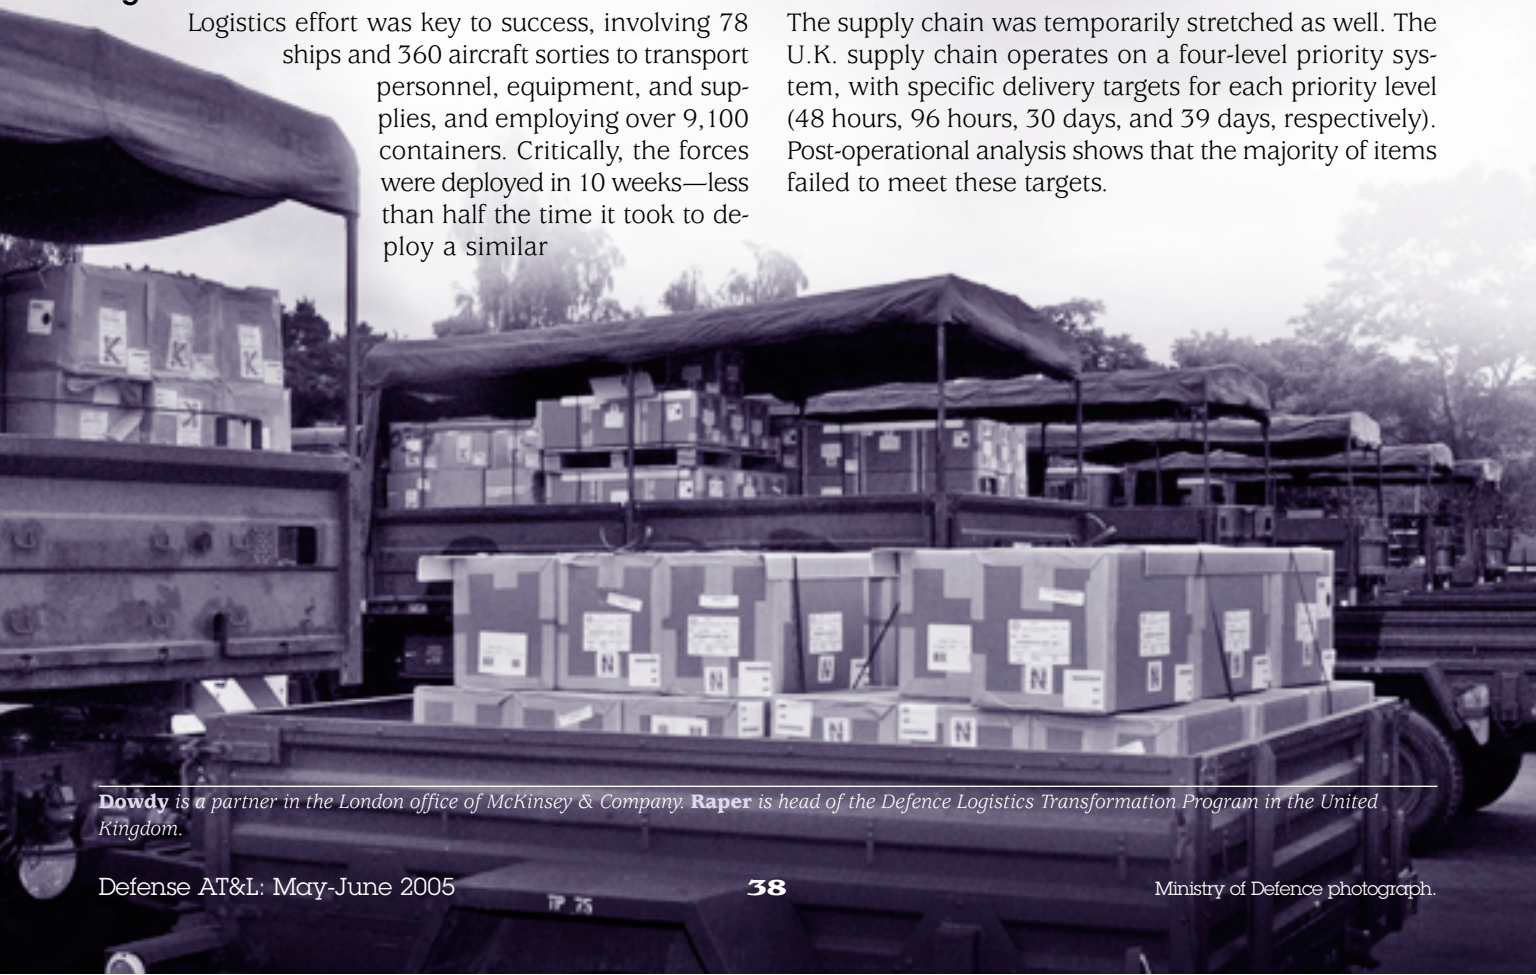 Logistics effort was key to success, involving 78
ships and 360 aircraft sorties to transport
personnel, equipment, and sup-
plies, and employing over 9,100
containers. Critically, the forces
were deployed in 10 weeks—less
than half the time it took to de-
ploy a similar
The supply chain was temporarily stretched as well. The
U.K. supply chain operates on a four-level priority sys-
tem, with specific delivery targets for each priority level
(48 hours, 96 hours, 30 days, and 39 days, respectively).
Post-operational analysis shows that the majority of items
failed to meet these targets.
K
K
K
K
N
N
N
N
N
N
N
N
Dowdy is a partner in the London office of McKinsey & Company. Raper is head of the Defence Logistics Transformation Program in the United
Kingdom.
Defense AT&L: May-June 2005
38
Ministry of Defence photograph.
TP 75